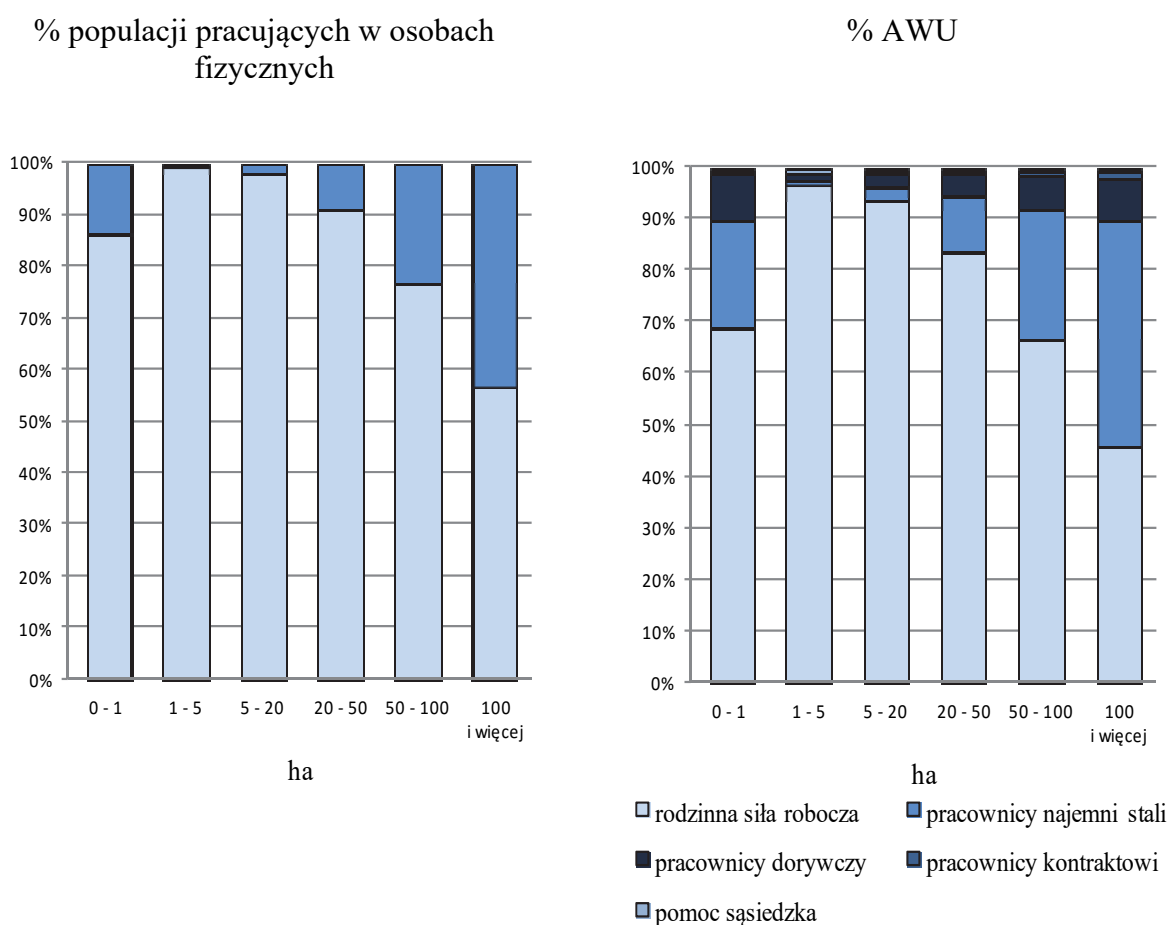 % populacji pracujących w osobach
fizycznych
100%
90%
80%
70%
60%
50%
40%
30%
20%
10%
0%
0 - 1
1 - 5
5 - 20
20 - 50
50 - 100
100
i więcej
ha
% AWU
100%
90%
80%
70%
60%
50%
40%
30%
20%
10%
0%
0 - 1
1 - 5
5 - 20
20 - 50
50 - 100
100
i więcej
ha
rodzinna siła robocza
pracownicy najemni stali
pracownicy dorywczy
pracownicy kontraktowi
pomoc sąsiedzka